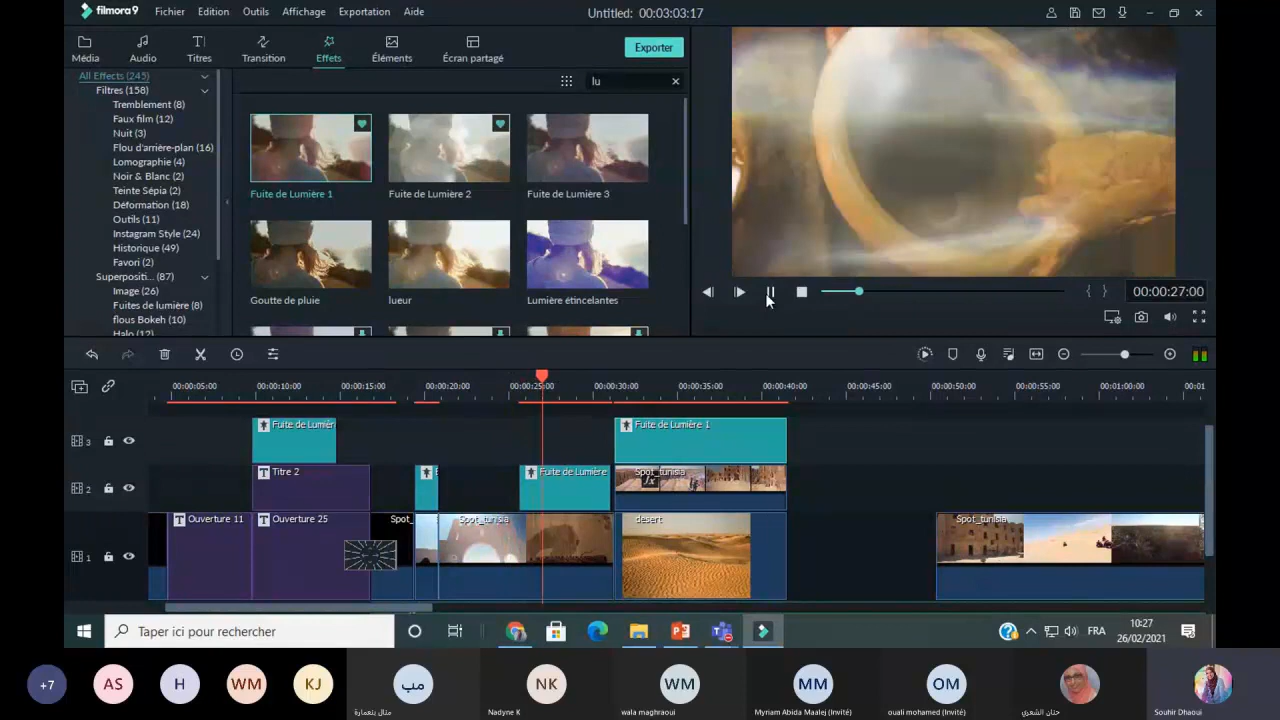 filmora9
Fichier Edition Outils Affichage Exportation Aide
Untitled: 00:03:03:17
Média Audio Titres Transition Effets Éléments Écran partagé
Exporter
All Effects (245)
Filtres (158)
Tremblement (8)
Faux film (12)
Nuit (3)
Flou d'arrière-plan (16)
Lomographie (4)
Noir & Blanc (2)
Teinte Sépia (2)
Déformation (18)
Outils (11)
Instagram Style (24)
Historique (49)
Favori (2)
Superpositi... (87)
Image (26)
Fuites de lumiere (8)
flous Bokeh (10)
Halo (12)
lu
Fuite de Lumière 1 Fuite de Lumière 2 Fuite de Lumière 3
Goutte de pluie lueur Lumière étincelantes
00:00:27:00
00:00:05:00 00:00:10:00 00:00:15:00 00:00:20:00 00:00:25:00 00:00:30:00 00:00:35:00 00:00:40:00 00:00:45:00 00:00:50:00 00:00:55:00 00:01:00:00 00:01
3 Fuite de Lumièr Fuite de Lumière 1
2 T Titre 2 Fuite de Lumière Spot_tunisia
1 T Ouverture 11 T Ouverture 25 Spot_ Spot_tunisia desert Spot_tunisia
Taper ici pour rechercher
FRA
10:27
26/02/2021
+7 AS H WM KJ مب NK WM MM OM
منال بنعمارة Nadyne K wala maghraoui Myriam Abida Maalej (Invité) ouali mohamed (Invité) حنان الشعري Souhir Dhaoui